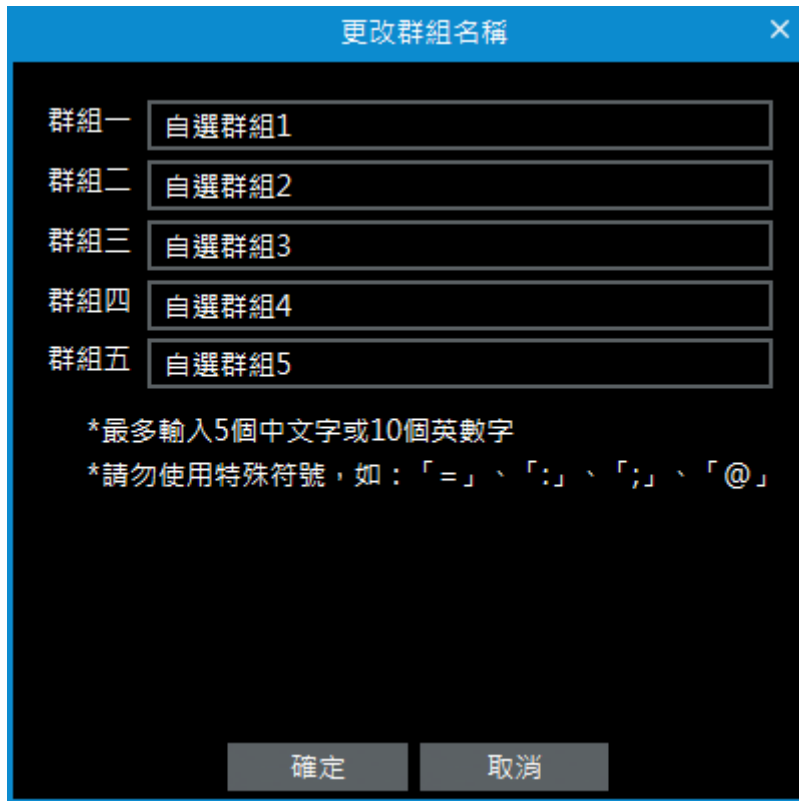 更改群組名稱 ×
群組一 自選群組1
群組二 自選群組2
群組三 自選群組3
群組四 自選群組4
群組五 自選群組5
*最多輸入5個中文字或10個英數字
*請勿使用特殊符號，如：「=」、「:」、「;」、「@」
確定 取消